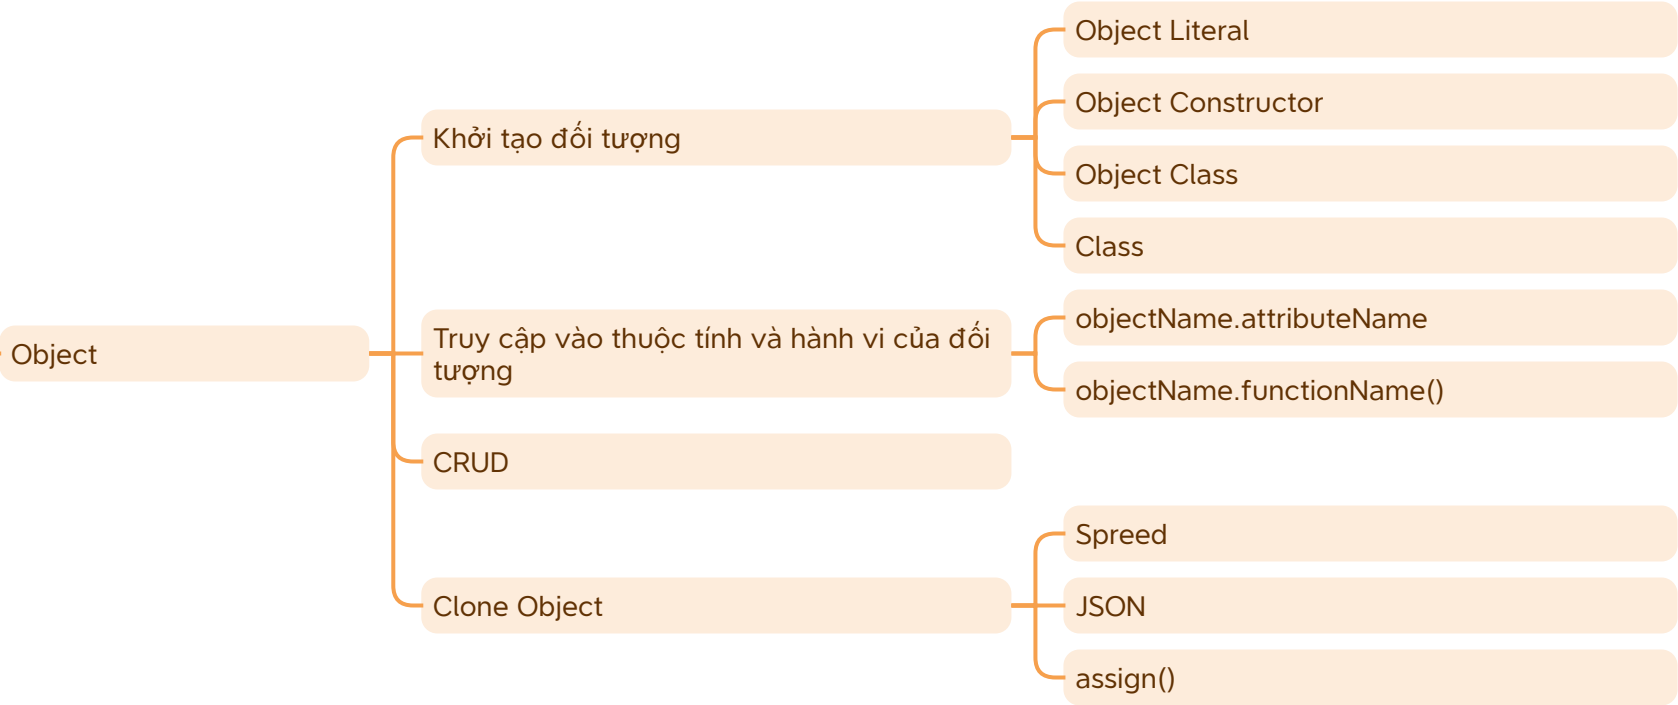 Object
Khởi tạo đối tượng
Object Literal
Object Constructor
Object Class
Class
Truy cập vào thuộc tính và hành vi của đối
tượng
objectName.attributeName
objectName.functionName()
CRUD
Clone Object
Spreed
JSON
assign()